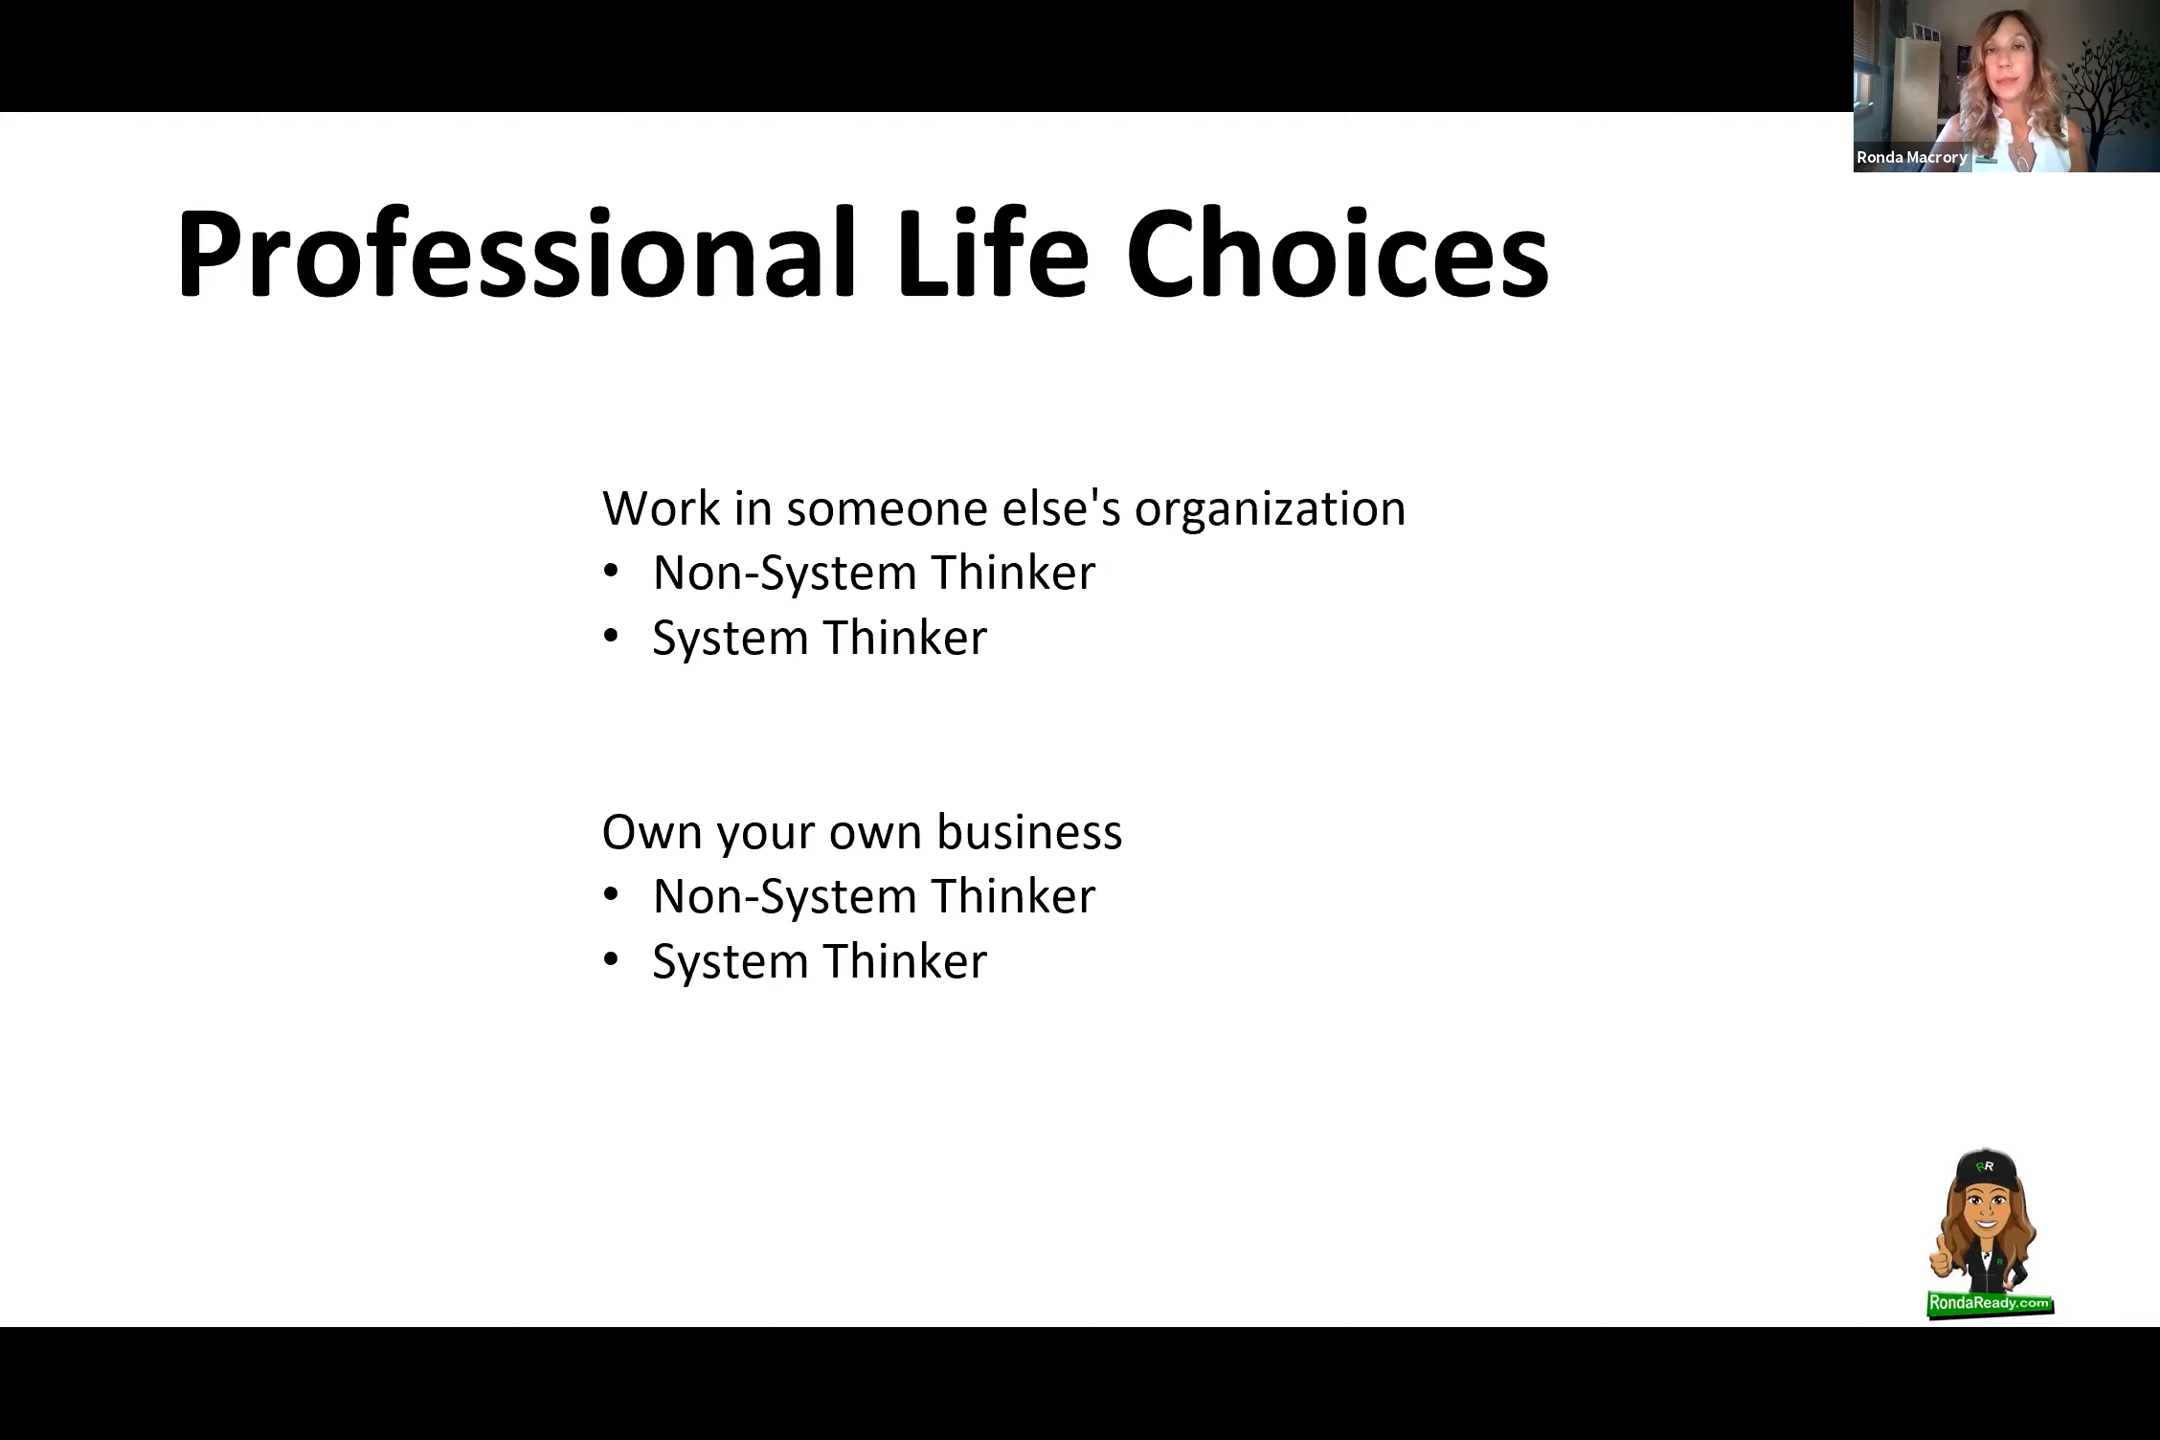 Ronda Macrory
Professional Life Choices
Work in someone else's organization
• Non-System Thinker
• System Thinker
Own your own business
• Non-System Thinker
• System Thinker
RR
R
RondaReady.com